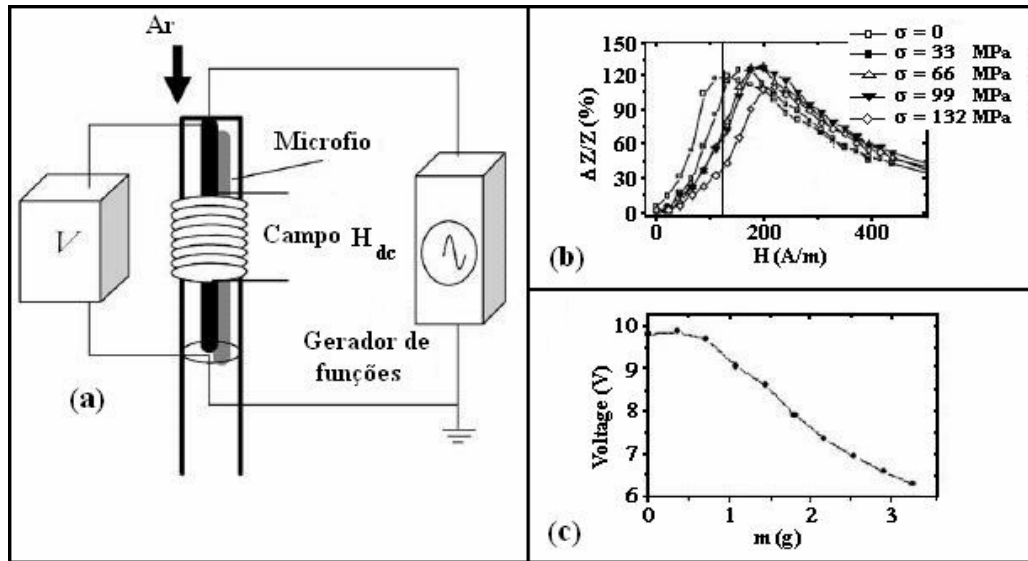 Ar
Microfio
V
Campo H dc
Gerador de
funções
(a)
150
120
90
60
30
0
ΔZ/Z (%)
0 200 400
H (A/m)
σ = 0
σ = 33 MPa
σ = 66 MPa
σ = 99 MPa
σ = 132 MPa
(b)
10
9
8
7
6
Voltage (V)
0 1 2 3
m (g)
(c)